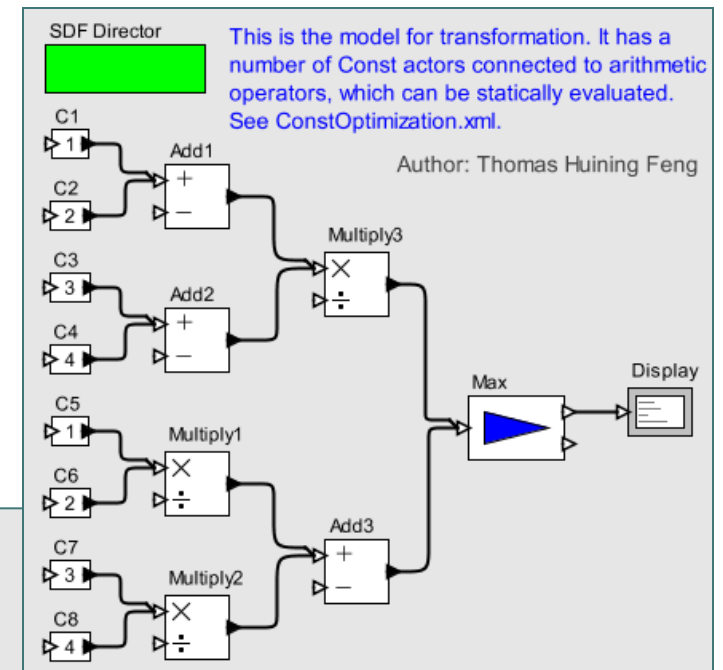 SDF Director
This is the model for transformation. It has a
number of Const actors connected to arithmetic
operators, which can be statically evaluated.
See ConstOptimization.xml.
Author: Thomas Huining Feng
C1
1
Add1
+
−
C2
2
Multiply3
×
÷
C3
3
Add2
+
−
C4
4
Max
Display
C5
1
Multiply1
×
÷
C6
2
Add3
+
−
C7
3
Multiply2
×
÷
C8
4